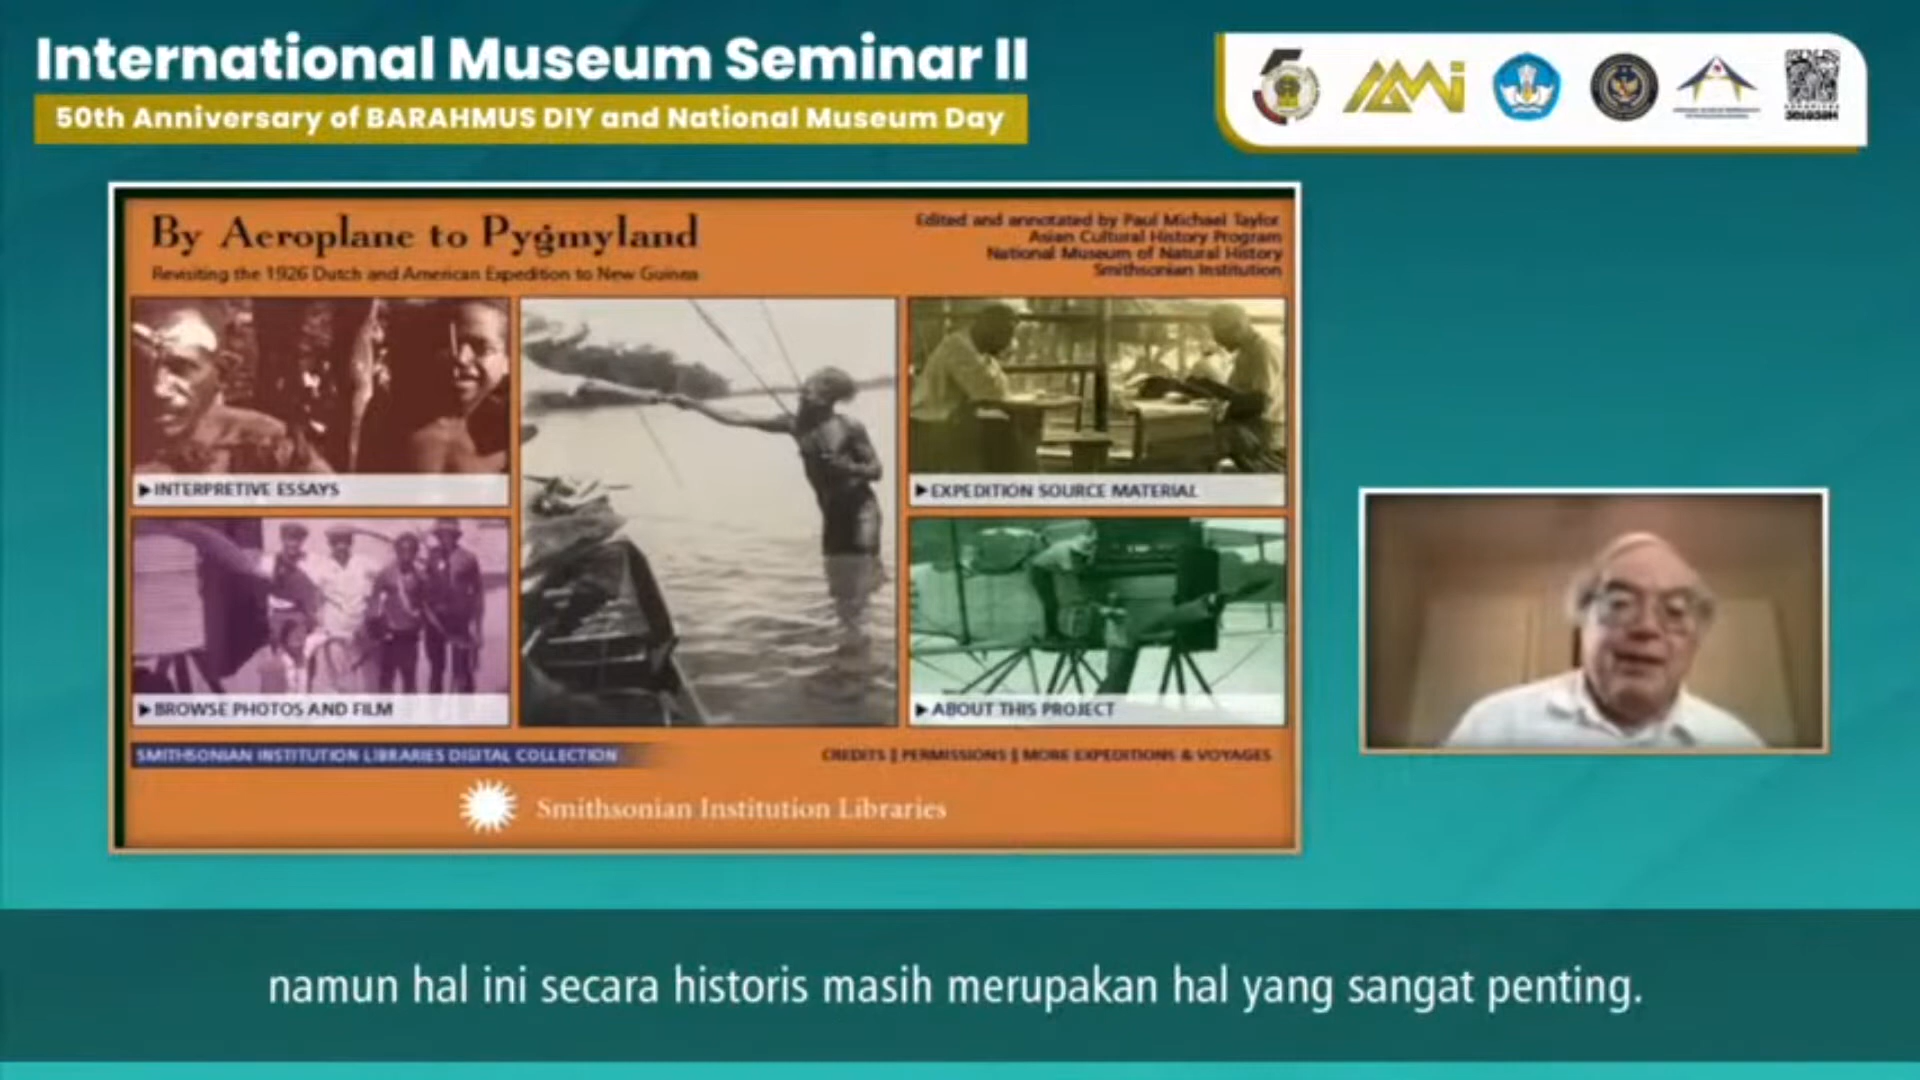 International Museum Seminar II
50th Anniversary of BARAHMUS DIY and National Museum Day
By Aeroplane to Pygmyland
Revisiting the 1926 Dutch and American Expedition to New Guinea
Edited and annotated by Paul Michael Taylor
Asian Cultural History Program
National Museum of Natural History
Smithsonian Institution
▶INTERPRETIVE ESSAYS
▶EXPEDITION SOURCE MATERIAL
▶BROWSE PHOTOS AND FILM
▶ABOUT THIS PROJECT
SMITHSONIAN INSTITUTION LIBRARIES DIGITAL COLLECTION
CREDITS | PERMISSIONS | MORE EXPEDITIONS & VOYAGES
Smithsonian Institution Libraries
namun hal ini secara historis masih merupakan hal yang sangat penting.